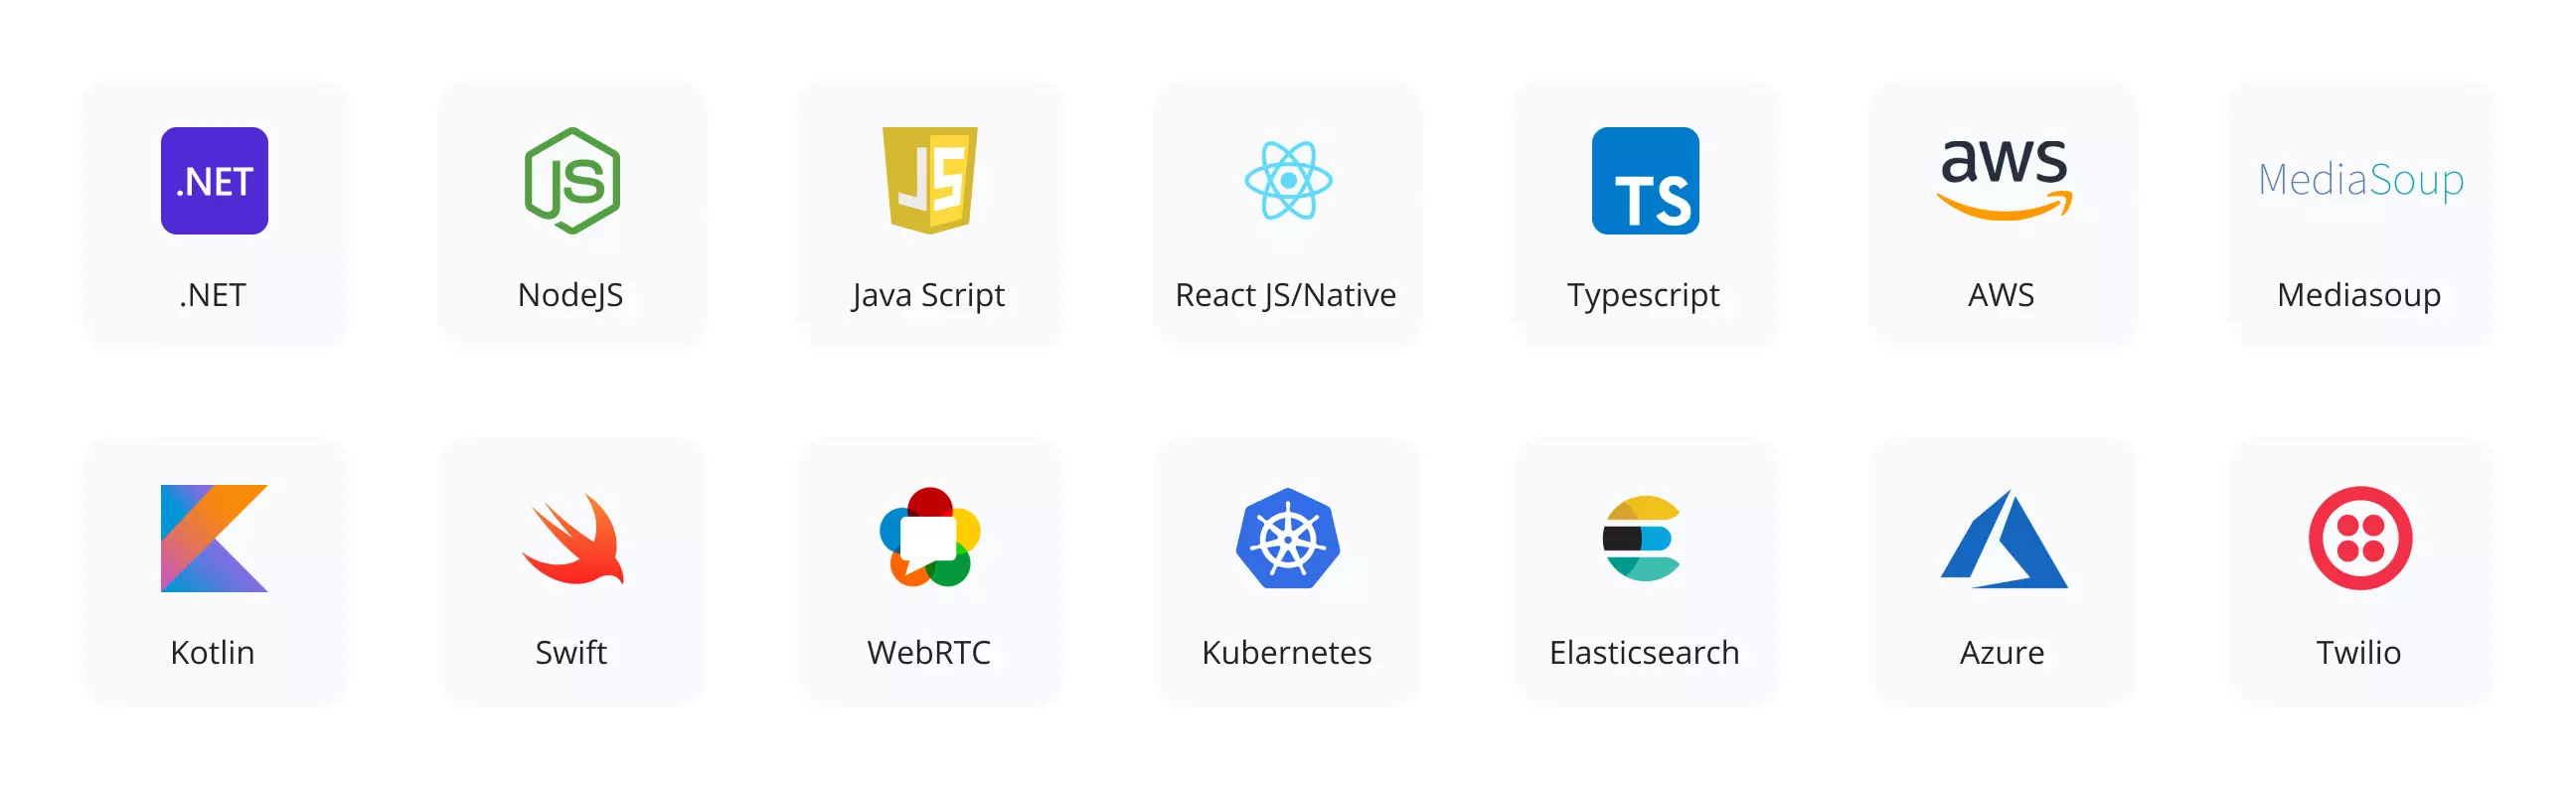 .NET
JS
JS
TS
aws
MediaSoup
.NET
NodeJS
Java Script
React JS/Native
Typescript
AWS
Mediasoup
Kotlin
Swift
WebRTC
Kubernetes
Elasticsearch
Azure
Twilio